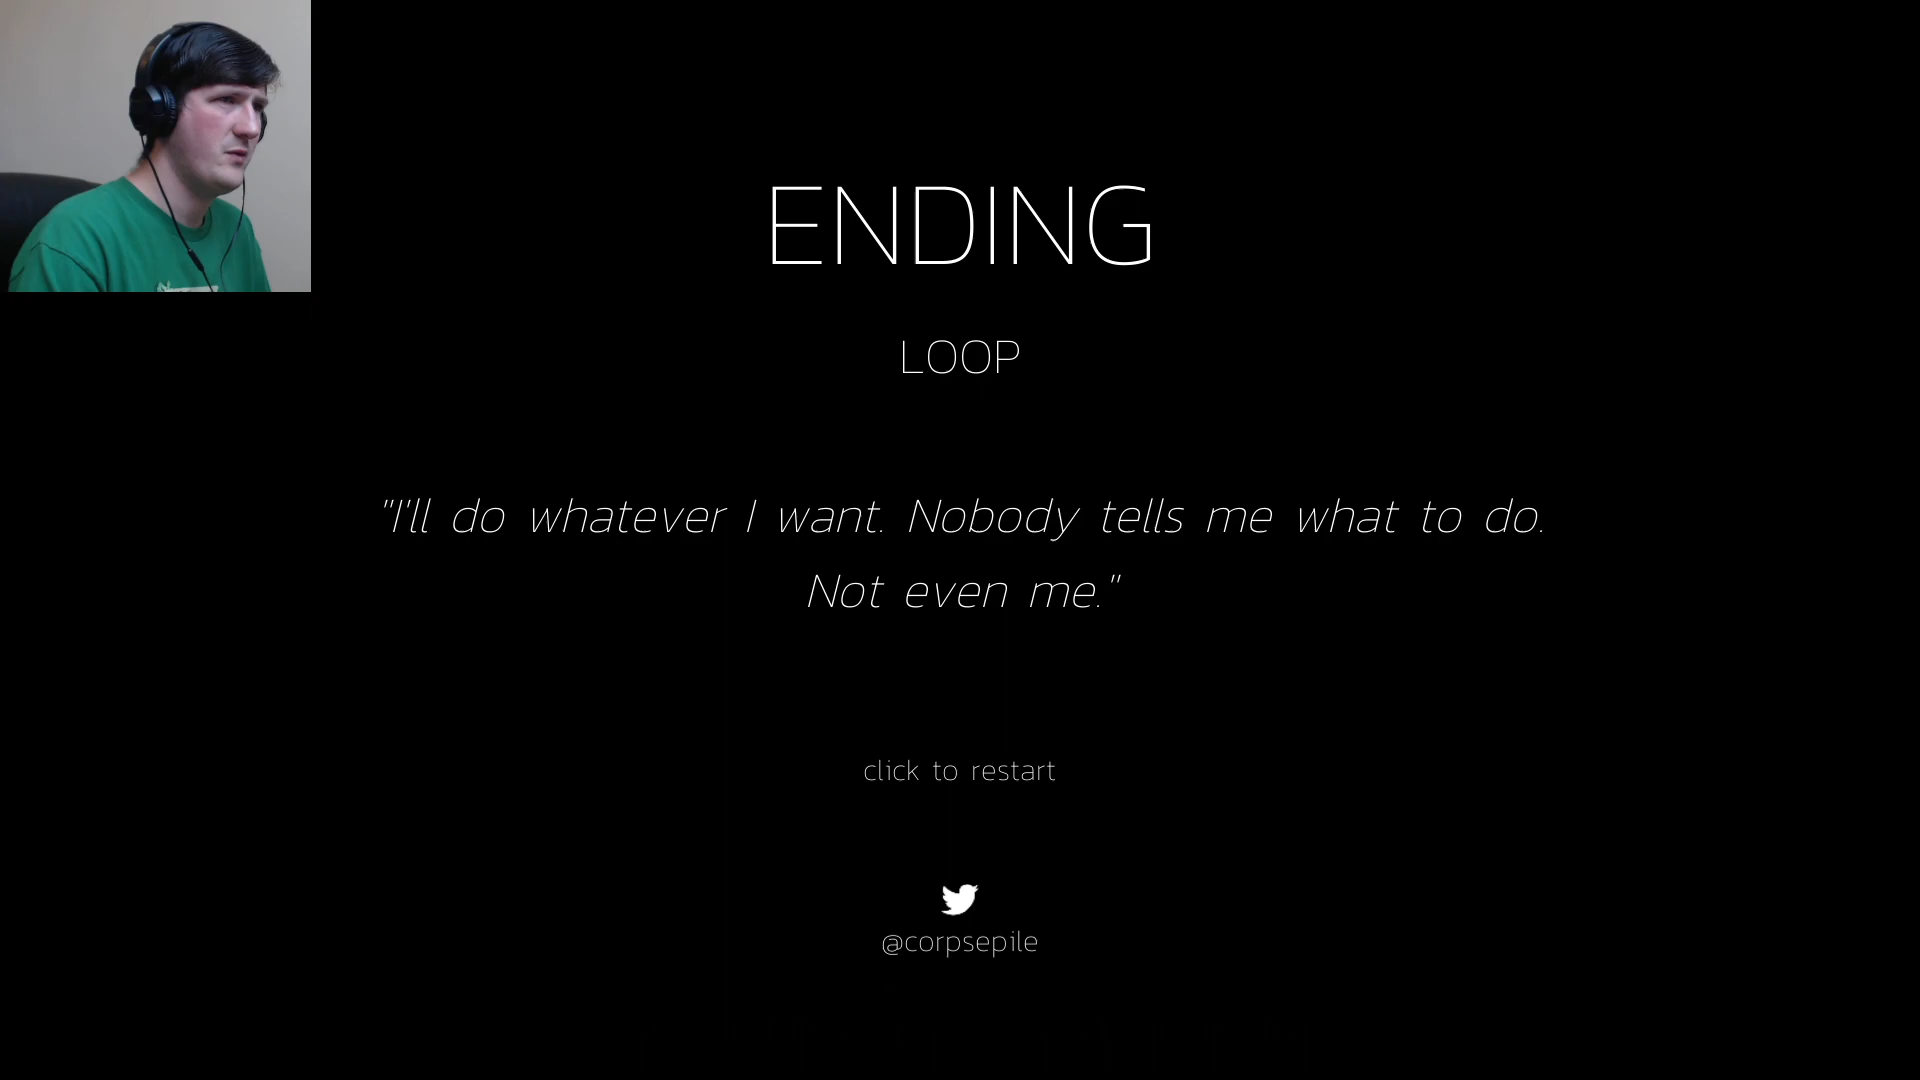 ENDING
LOOP
"I'll do whatever I want. Nobody tells me what to do.
Not even me."
click to restart
@corpsepile